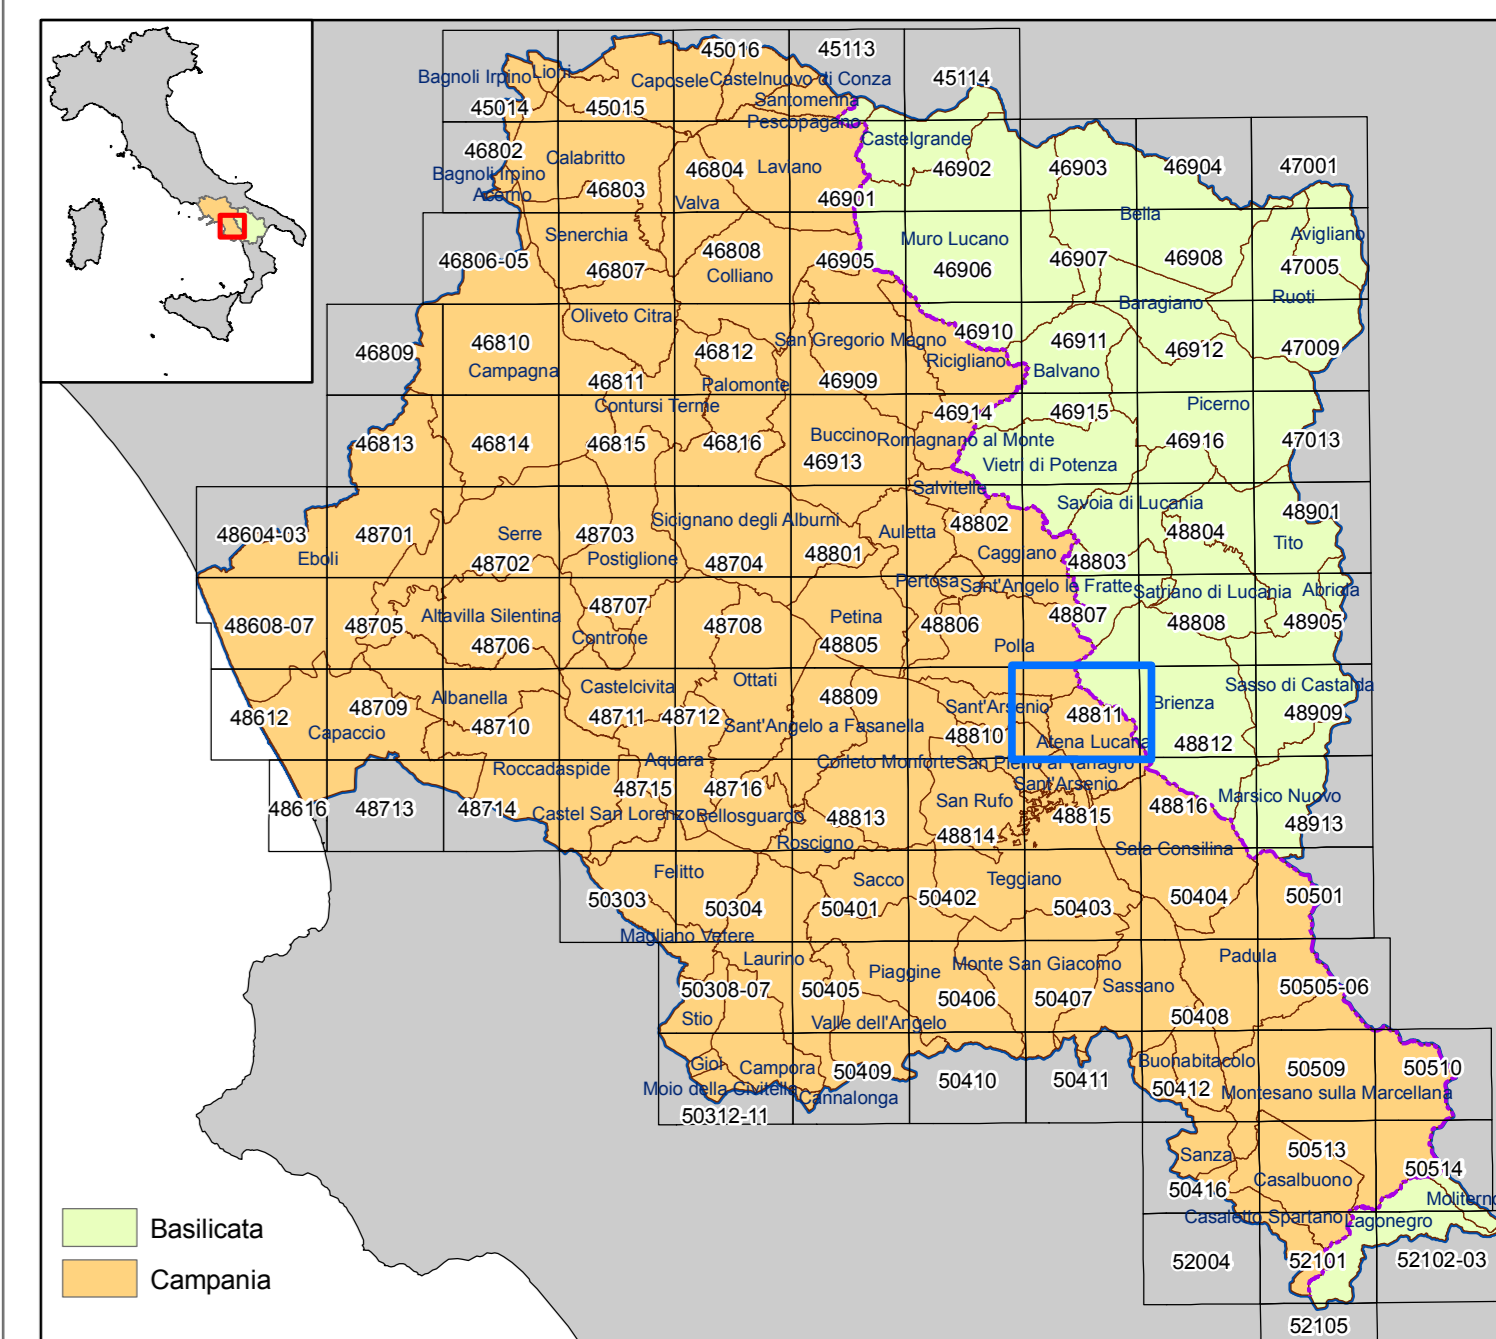 45016
45113
Bagnoli Irpino
Lioni
Caposele
Castelnuovo di Conza
45114
45014
45015
Santomenna
Pescopagano
Castelgrande
46802
Calabritto
46804
Laviano
46902
46903
46904
47001
Bagnoli Irpino
Acerno
46803
Valva
46901
Bella
Senerchia
46808
Muro Lucano
Avigliano
46806-05
46807
Colliano
46905
46906
46907
46908
47005
Oliveto Citra
Baragiano
Ruoti
46809
46810
46812
San Gregorio Magno
46910
46911
46912
47009
Campagna
46811
Palomonte
46909
Ricigliano
Balvano
Contursi Terme
46914
46915
Picerno
46813
46814
46815
46816
Buccino
Romagnano al Monte
46916
47013
46913
Vietri di Potenza
Salvitelle
Savoia di Lucania
48604-03
48701
Serre
48703
Sicignano degli Alburni
Auletta
48802
48804
48901
Eboli
48702
Postiglione
48704
48801
Caggiano
48803
Tito
Pertosa
Sant'Angelo le Fratte
Satriano di Lucania
Abriola
48608-07
48705
Altavilla Silentina
48707
48708
Petina
48806
48807
48808
48905
48706
Controne
48805
Polla
Albanella
Castelcivita
Ottati
48809
Sant'Arsenio
Brienza
Sasso di Castalda
48612
48709
48710
48711
48712
Sant'Angelo a Fasanella
48810
48811
48812
48909
Capaccio
Atena Lucana
Roccadaspide
Aquara
Corleto Monforte
San Pietro al Tanagro
Sant'Arsenio
48616
48713
48714
48715
48716
48813
San Rufo
48815
48816
Marsico Nuovo
48913
Castel San Lorenzo
Bellosguardo
Roscigno
48814
Sala Consilina
Felitto
Sacco
Teggiano
50303
50304
50401
50402
50403
50404
50501
Magliano Vetere
Laurino
Piaggine
Monte San Giacomo
Padula
50308-07
50405
50406
50407
Sassano
50505-06
Stio
Valle dell'Angelo
50408
Gioi
Campora
50409
50410
50411
Buonabitacolo
50509
50510
Moio della Civitella
Cannalonga
50412
Montesano sulla Marcellana
50312-11
Sanza
50513
50514
50416
Casalbuono
Moliterno
Casaletto Spartano
Lagonegro
52004
52101
52102-03
52105
Basilicata
Campania